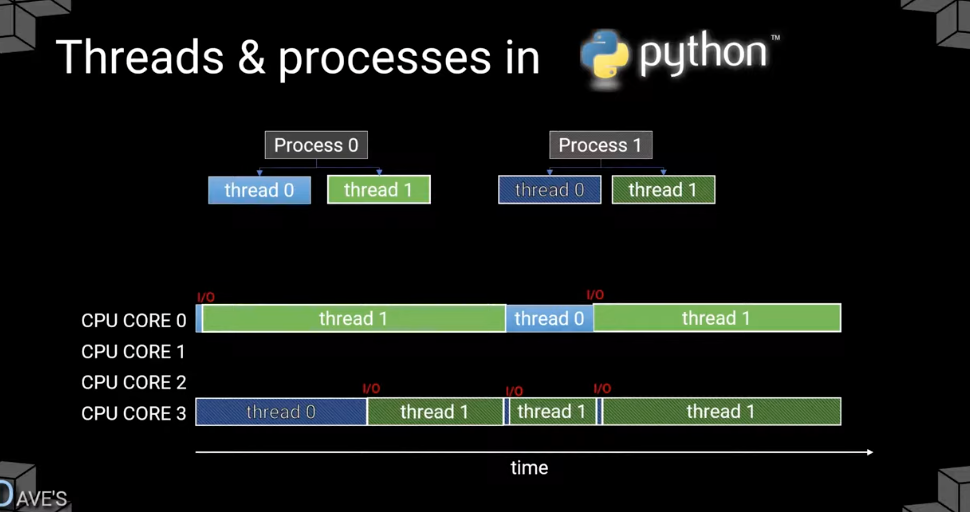 Threads & processes in python™
Process 0 Process 1
thread 0 thread 1 thread 0 thread 1
I/O I/O
CPU CORE 0 thread 1 thread 0 thread 1
CPU CORE 1
CPU CORE 2
I/O I/O I/O
CPU CORE 3 thread 0 thread 1 thread 1 thread 1
time
DAVE'S